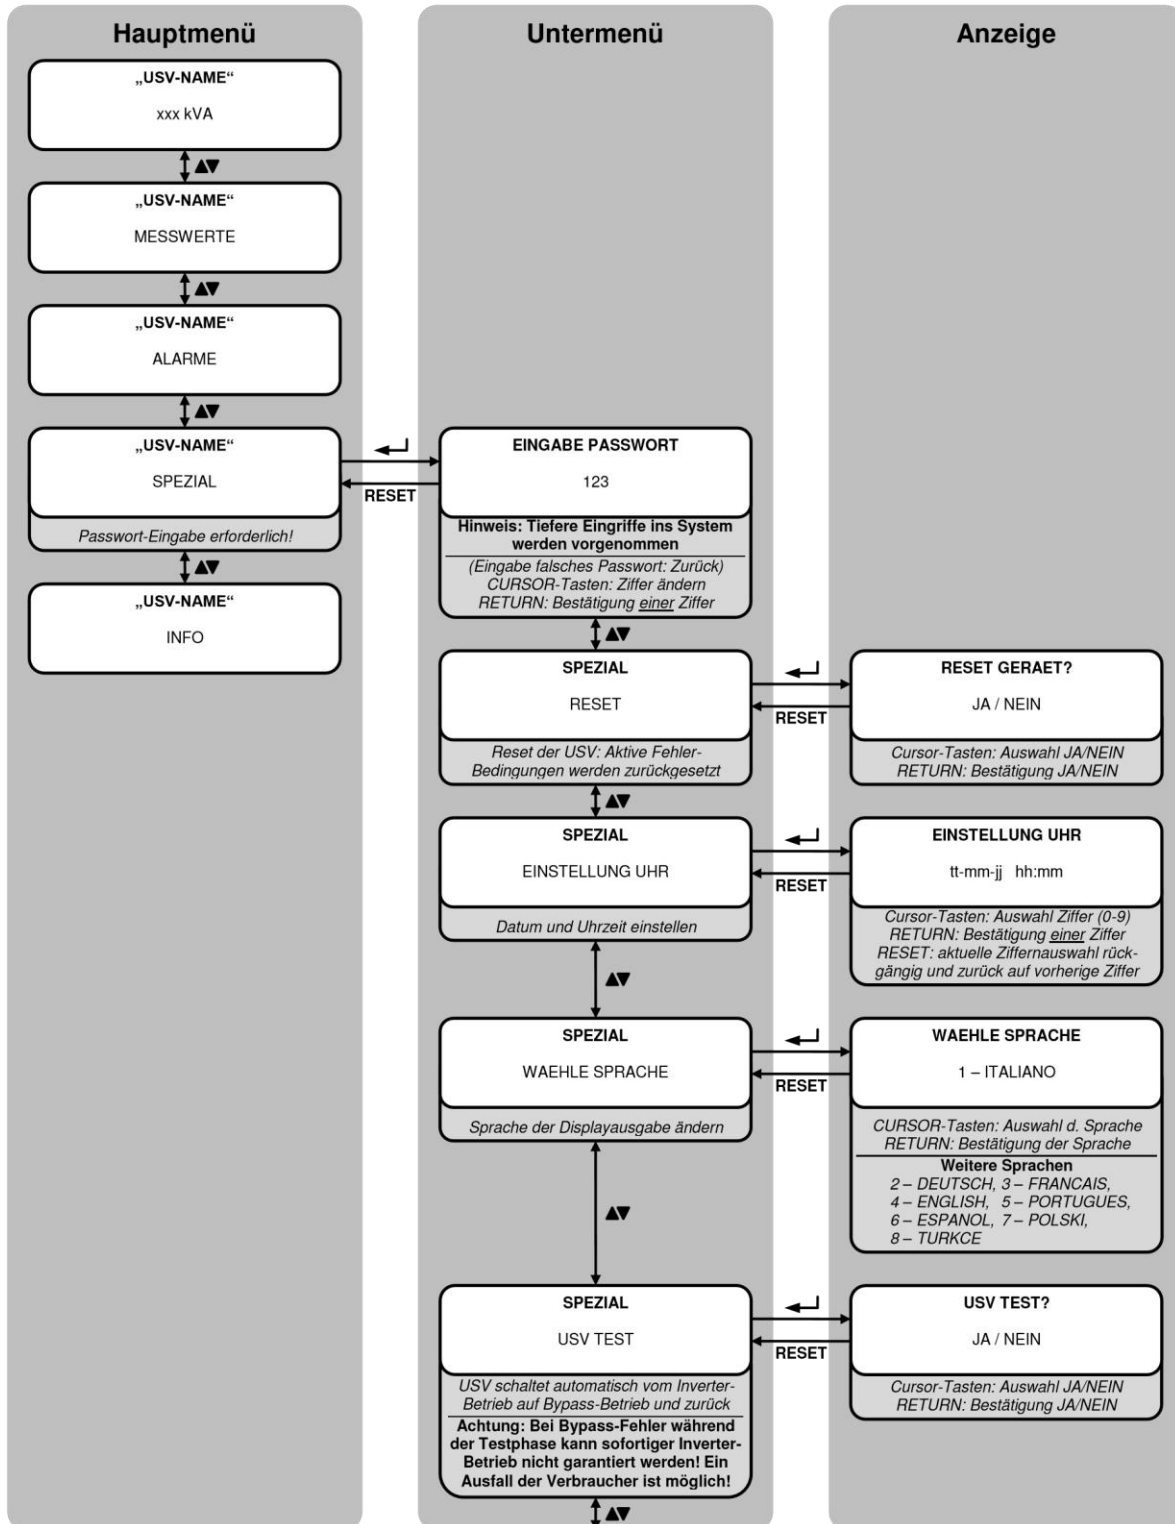 Hauptmenü
Untermenü
Anzeige
„USV-NAME“
xxx kVA
„USV-NAME“
MESSWERTE
„USV-NAME“
ALARME
„USV-NAME“
SPEZIAL
Passwort-Eingabe erforderlich!
RESET
EINGABE PASSWORT
123
Hinweis: Tiefere Eingriffe ins System
werden vorgenommen
(Eingabe falsches Passwort: Zurück)
CURSOR-Tasten: Ziffer ändern
RETURN: Bestätigung einer Ziffer
„USV-NAME“
INFO
SPEZIAL
RESET
Reset der USV: Aktive Fehler-
Bedingungen werden zurückgesetzt
RESET
RESET GERAET?
JA / NEIN
Cursor-Tasten: Auswahl JA/NEIN
RETURN: Bestätigung JA/NEIN
SPEZIAL
EINSTELLUNG UHR
Datum und Uhrzeit einstellen
RESET
EINSTELLUNG UHR
tt-mm-jj hh:mm
Cursor-Tasten: Auswahl Ziffer (0-9)
RETURN: Bestätigung einer Ziffer
RESET: aktuelle Ziffernauswahl rück-
gängig und zurück auf vorherige Ziffer
SPEZIAL
WAEHLE SPRACHE
Sprache der Displayausgabe ändern
RESET
WAEHLE SPRACHE
1 – ITALIANO
CURSOR-Tasten: Auswahl d. Sprache
RETURN: Bestätigung der Sprache
Weitere Sprachen
2 – DEUTSCH, 3 – FRANCAIS,
4 – ENGLISH, 5 – PORTUGUES,
6 – ESPANOL, 7 – POLSKI,
8 – TURKCE
SPEZIAL
USV TEST
USV schaltet automatisch vom Inverter-
Betrieb auf Bypass-Betrieb und zurück
Achtung: Bei Bypass-Fehler während
der Testphase kann sofortiger Inverter-
Betrieb nicht garantiert werden! Ein
Ausfall der Verbraucher ist möglich!
RESET
USV TEST?
JA / NEIN
Cursor-Tasten: Auswahl JA/NEIN
RETURN: Bestätigung JA/NEIN